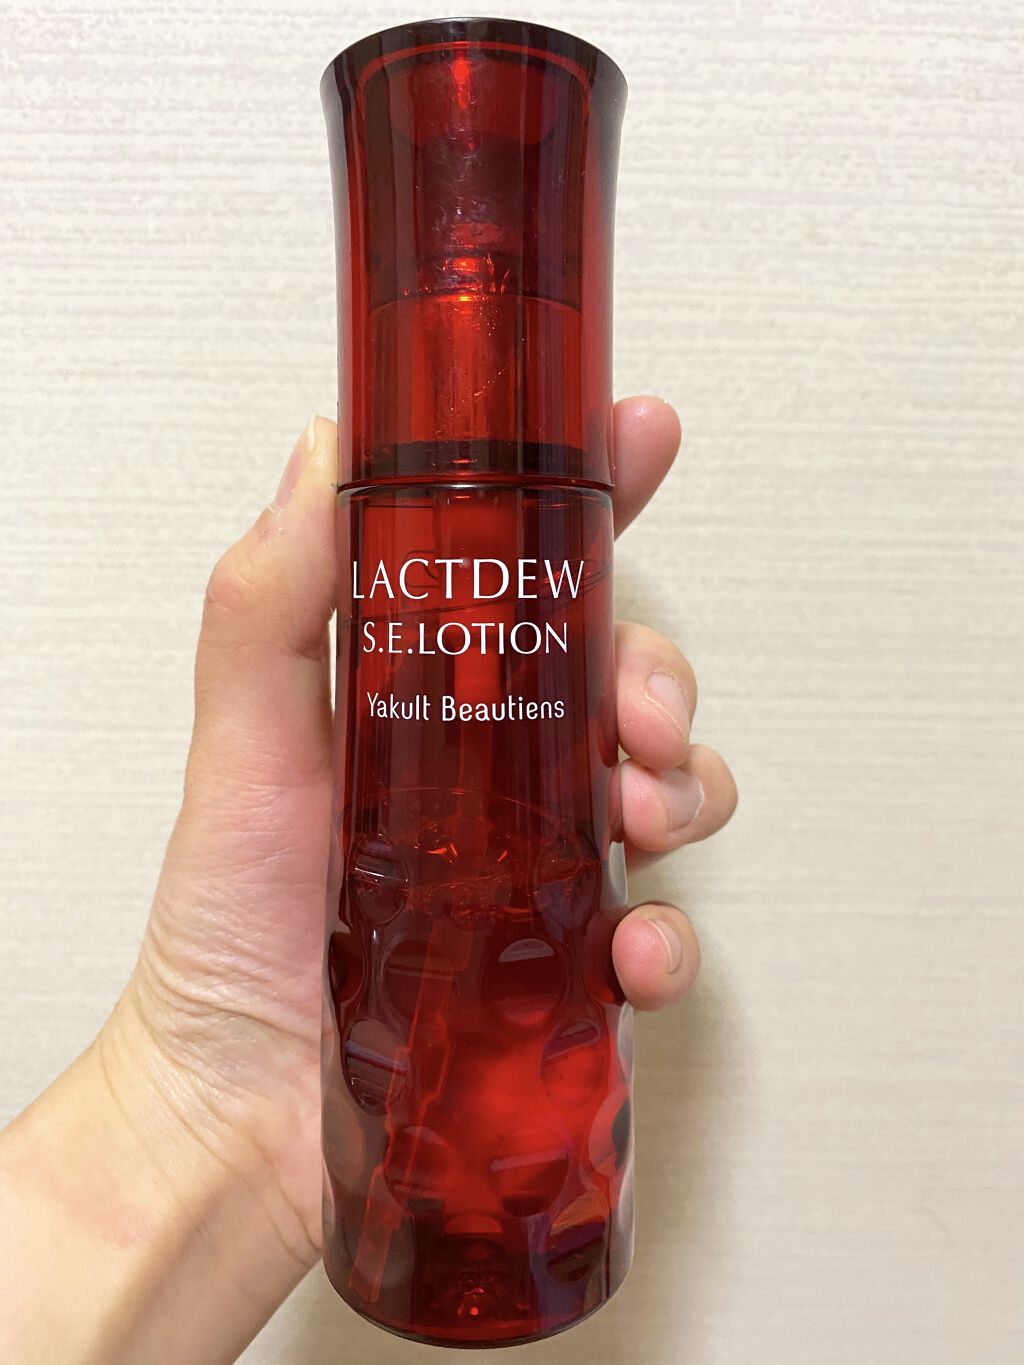 LACTDEW
S.E.LOTION
Yakult Beautiens